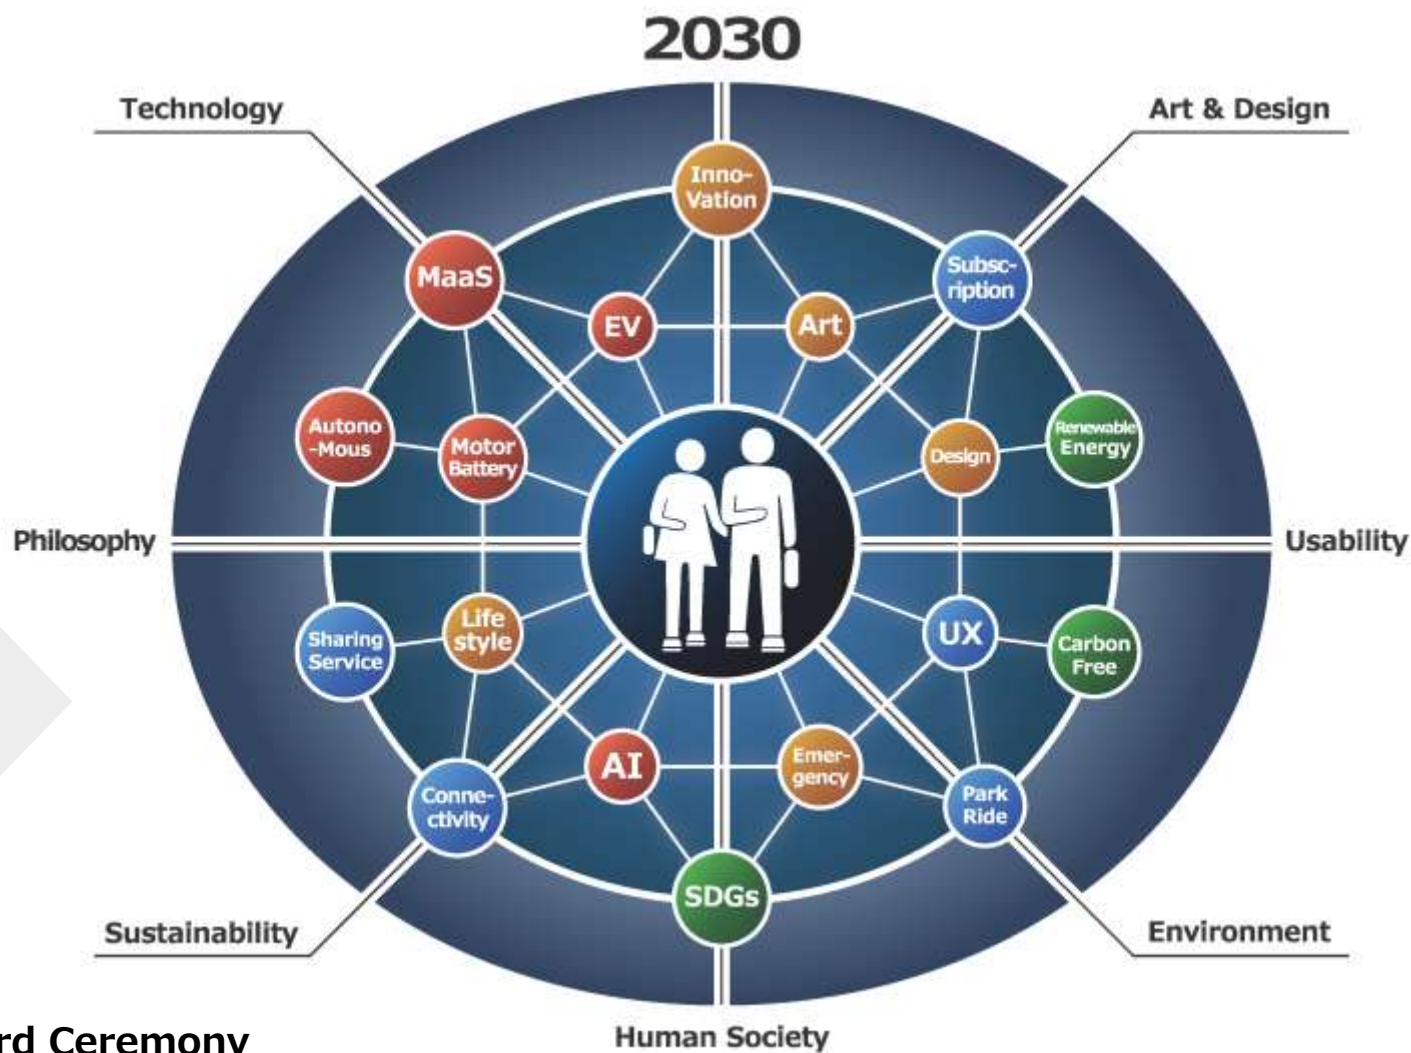 2030
Technology
Art & Design
Inno-
Vation
MaaS
Subsc-
ription
EV
Art
Autono
-Mous
Motor
Battery
Design
Renewable
Energy
Philosophy
Usability
Sharing
Service
Life
style
UX
Carbon
Free
Conne-
ctivity
AI
Emer-
gency
Park
Ride
SDGs
Sustainability
Environment
Human Society
rd Ceremony